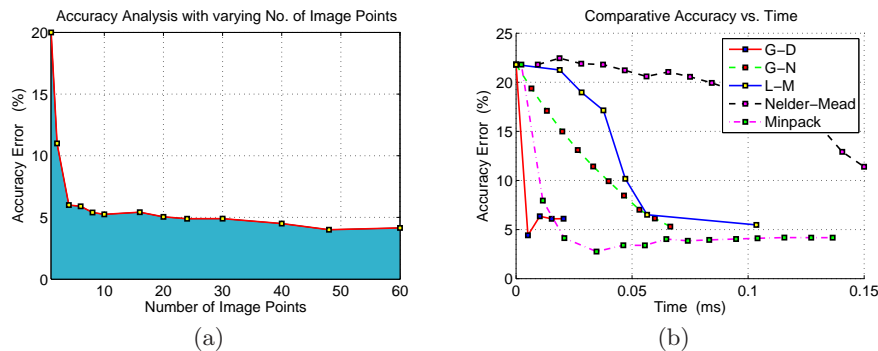 Accuracy Analysis with varying No. of Image Points
20
15
10
5
0
Accuracy Error (%)
10 20 30 40 50 60
Number of Image Points
(a)
Comparative Accuracy vs. Time
25
20
15
10
5
0
Accuracy Error (%)
G−D
G−N
L−M
Nelder−Mead
Minpack
0 0.05 0.1 0.15
Time (ms)
(b)